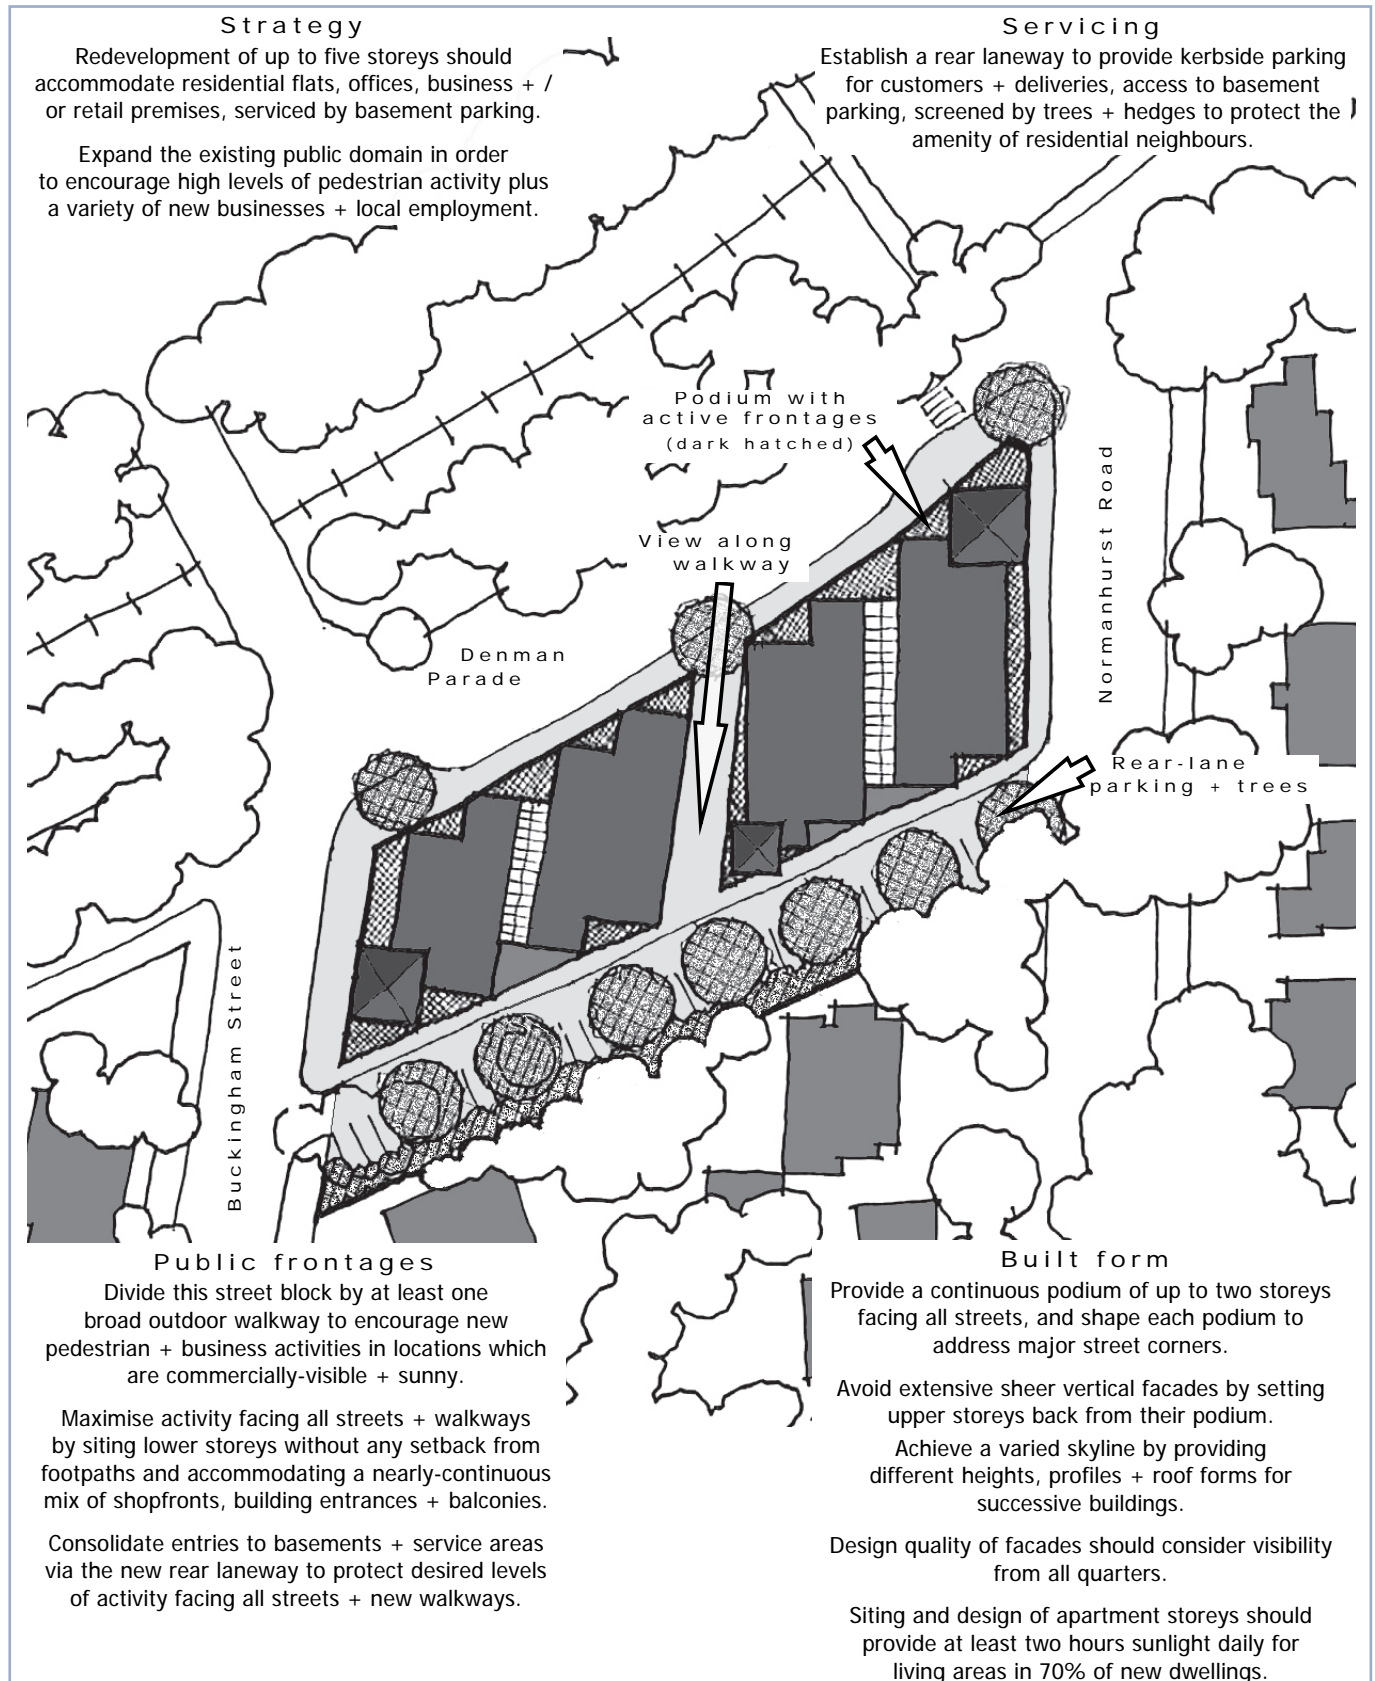 Strategy
Redevelopment of up to five storeys should
accommodate residential flats, offices, business + /
or retail premises, serviced by basement parking.
Expand the existing public domain in order
to encourage high levels of pedestrian activity plus
a variety of new businesses + local employment.
Servicing
Establish a rear laneway to provide kerbside parking
for customers + deliveries, access to basement
parking, screened by trees + hedges to protect the
amenity of residential neighbours.
Podium with
active frontages
(dark hatched)
View along
walkway
Denman
Parade
Normanhurst Road
Rear-lane
parking + trees
Buckingham Street
Public frontages
Divide this street block by at least one
broad outdoor walkway to encourage new
pedestrian + business activities in locations which
are commercially-visible + sunny.
Maximise activity facing all streets + walkways
by siting lower storeys without any setback from
footpaths and accommodating a nearly-continuous
mix of shopfronts, building entrances + balconies.
Consolidate entries to basements + service areas
via the new rear laneway to protect desired levels
of activity facing all streets + new walkways.
Built form
Provide a continuous podium of up to two storeys
facing all streets, and shape each podium to
address major street corners.
Avoid extensive sheer vertical facades by setting
upper storeys back from their podium.
Achieve a varied skyline by providing
different heights, profiles + roof forms for
successive buildings.
Design quality of facades should consider visibility
from all quarters.
Siting and design of apartment storeys should
provide at least two hours sunlight daily for
living areas in 70% of new dwellings.